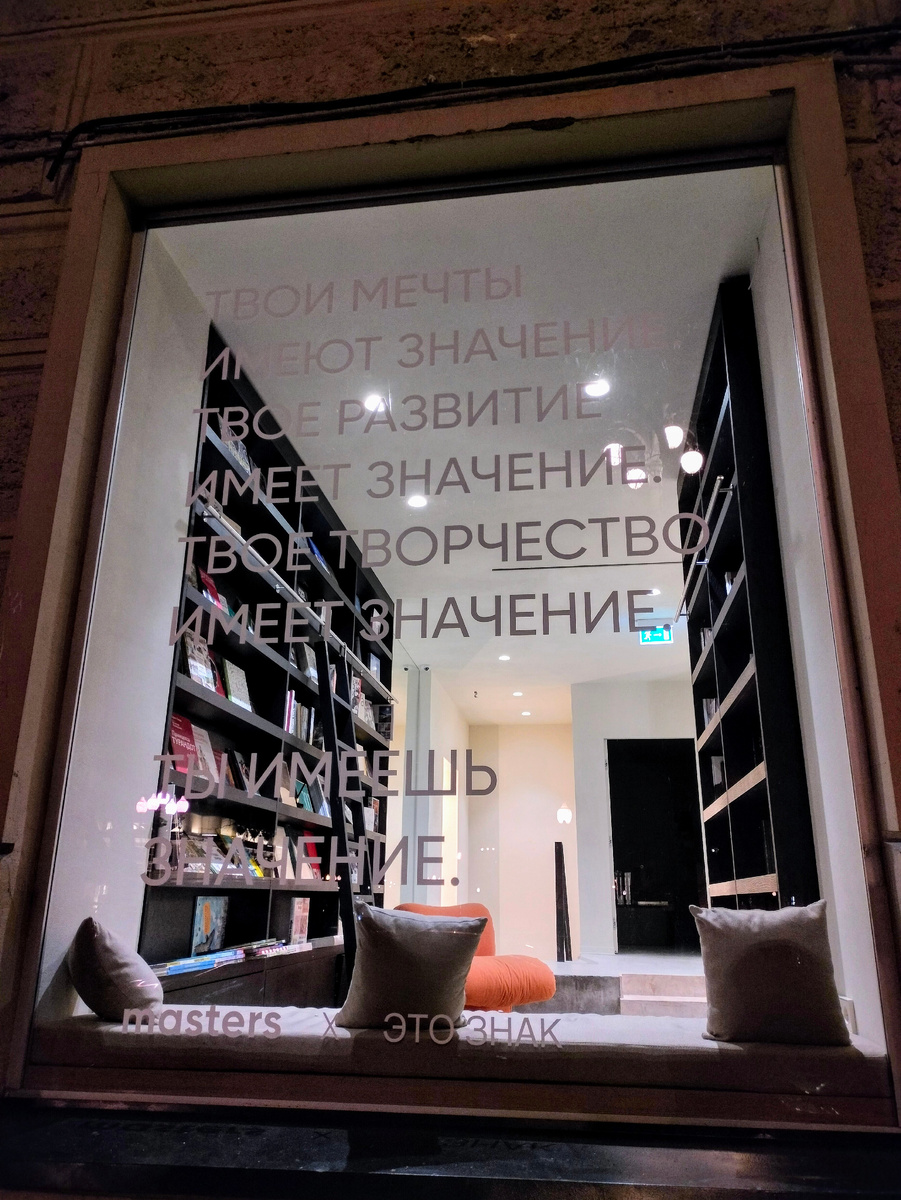 ТВОИ МЕЧТЫ
ИМЕЮТ ЗНАЧЕНИЕ.
ТВОЕ РАЗВИТИЕ
ИМЕЕТ ЗНАЧЕНИЕ.
ТВОЕ ТВОРЧЕСТВО
ИМЕЕТ ЗНАЧЕНИЕ.
ТЫ ИМЕЕШЬ
ЗНАЧЕНИЕ.
masters x ЭТО ЗНАК